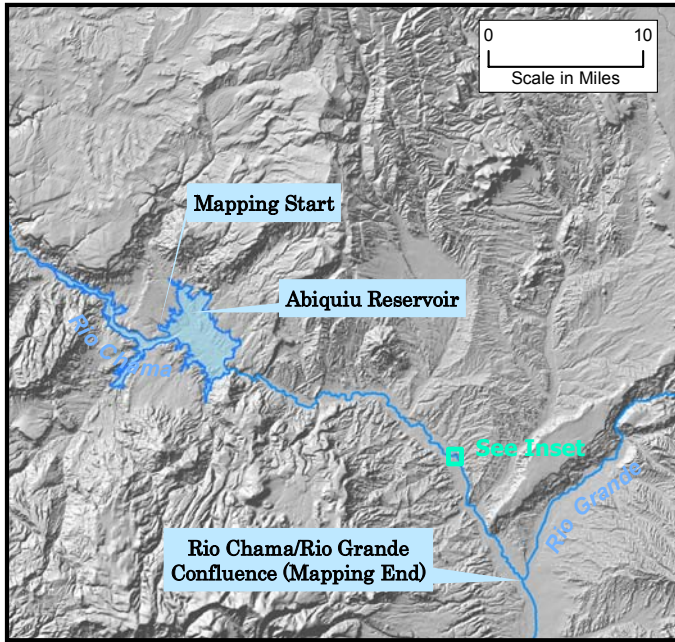 0 10
Scale in Miles
Mapping Start
Abiquiu Reservoir
Rio Chama
See Inset
Rio Grande
Rio Chama/Rio Grande
Confluence (Mapping End)